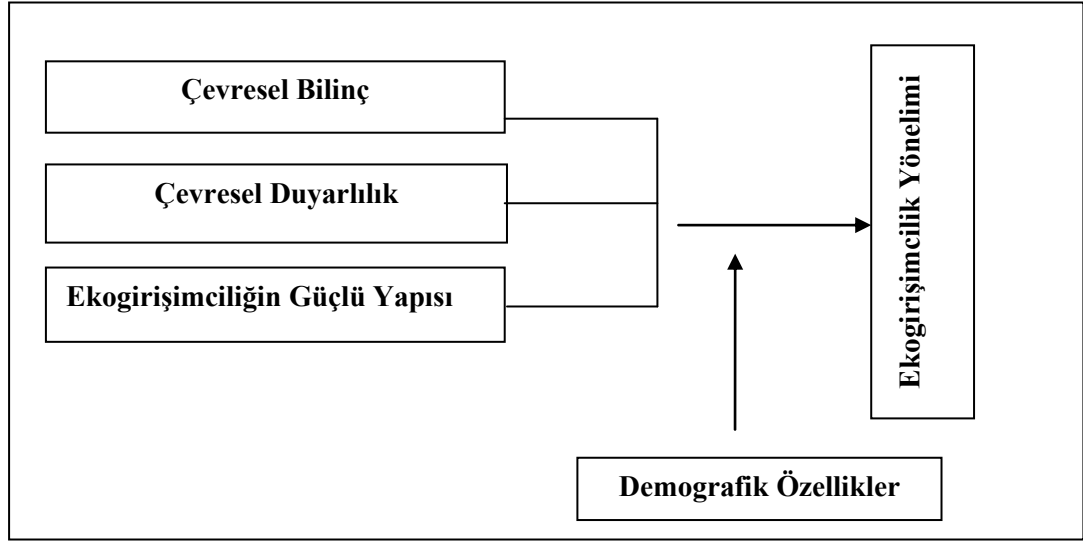 Çevresel Bilinç
Çevresel Duyarlılık
Ekogirişimciliğin Güçlü Yapısı
Ekogirişimcilik Yönelimi
Demografik Özellikler